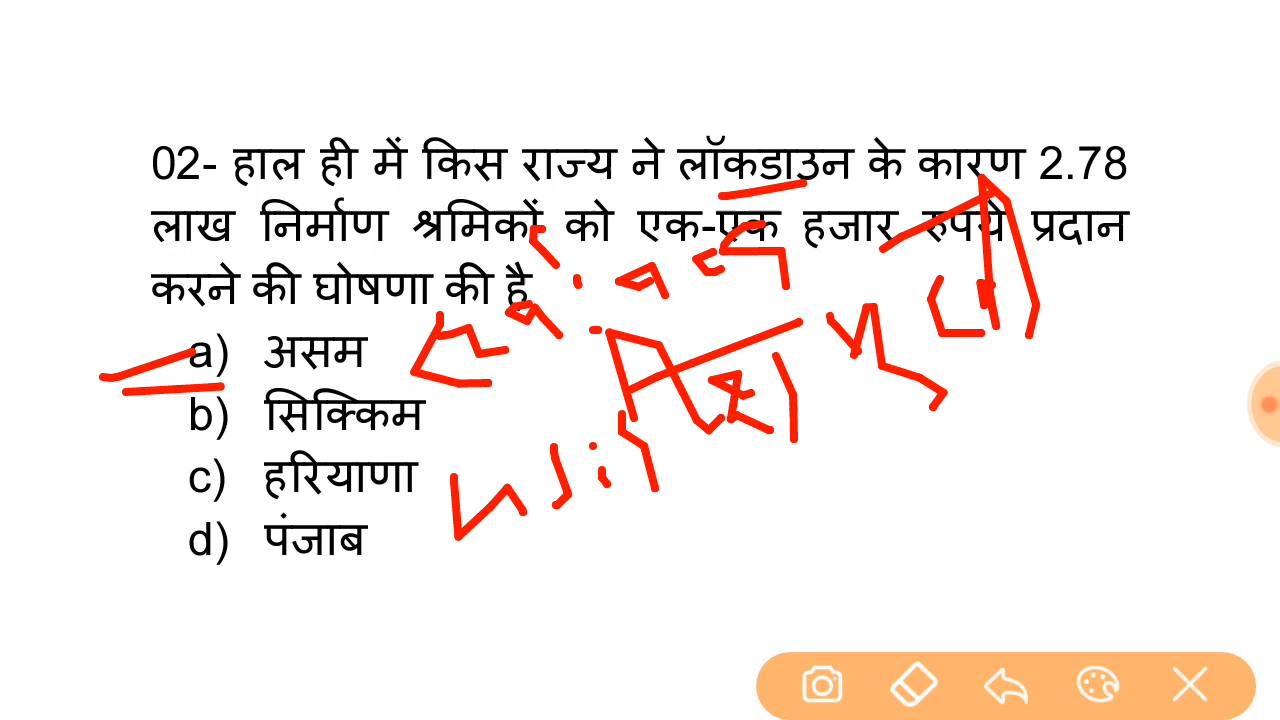 02- हाल ही में किस राज्य ने लॉकडाउन के कारण 2.78
लाख निर्माण श्रमिकों को एक-एक हजार रुपये प्रदान
करने की घोषणा की है
a) असम
b) सिक्किम
c) हरियाणा
d) पंजाब